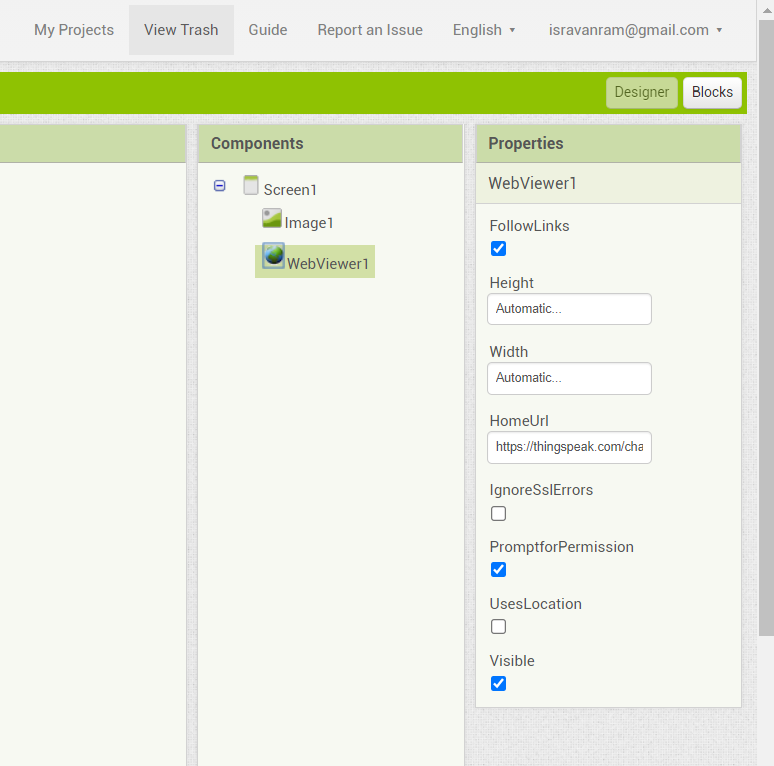 My Projects View Trash Guide Report an Issue English isravanram@gmail.com
Designer Blocks
Components
Screen1
Image1
WebViewer1
Properties
WebViewer1
FollowLinks
Height
Automatic...
Width
Automatic...
HomeUrl
https://thingspeak.com/cha
IgnoreSslErrors
PromptforPermission
UsesLocation
Visible